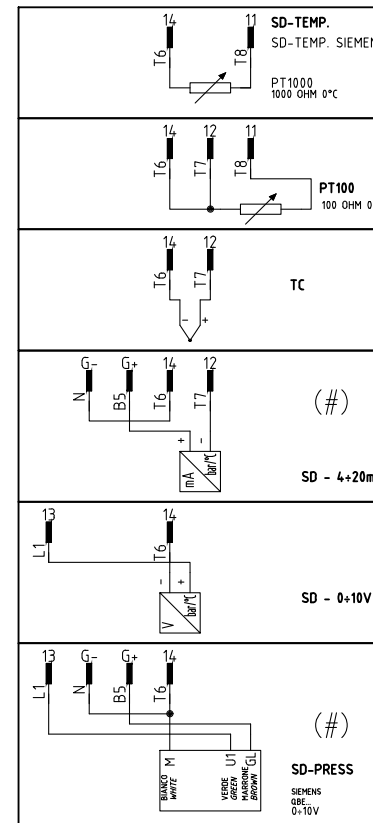 14 11 SD-TEMP.
SD-TEMP. SIEMEN
T6 T8
PT1000
1000 OHM 0°C
14 12 11
T6 T7 T8
PT100
100 OHM 0
14 12
T6 T7
TC
- +
G- G+ 14 12
N B5 T6 T7
(#)
+ -
mA bar/°C
SD - 4÷20m
13 14
L1 T6
- +
V bar/°C
SD - 0÷10V
13 G- G+ 14
L1 N B5 T6
(#)
M U1 GL
BIANCO
WHITE
VERDE
GREEN
MARRONE
BROWN
SD-PRESS
SIEMENS
QBE...
0÷10V